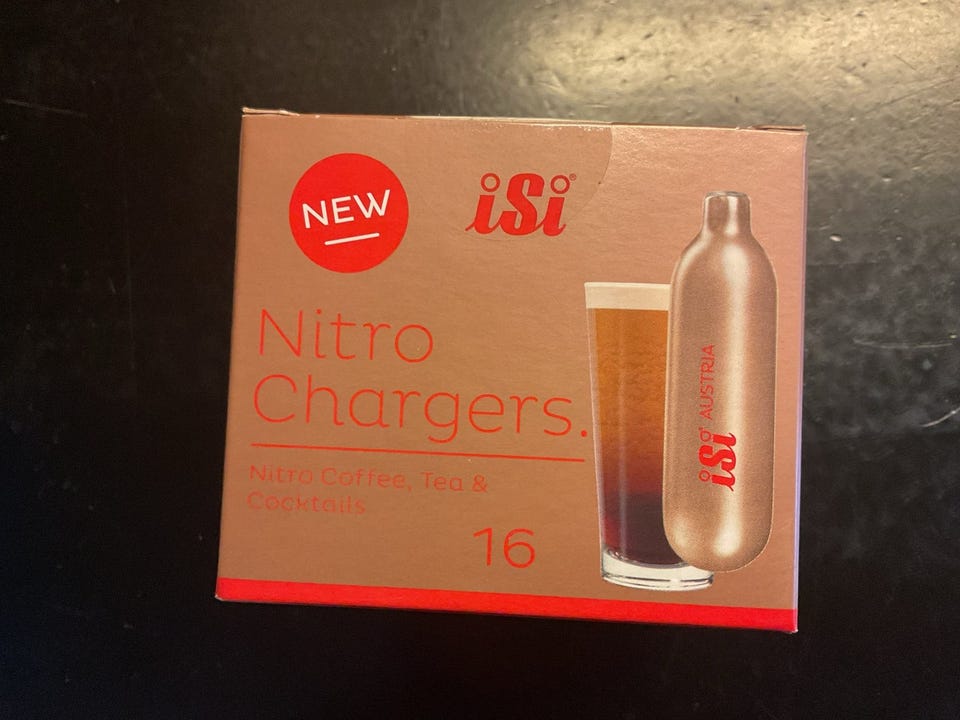 NEW
iSi®
Nitro
Chargers.
Nitro Coffee, Tea &
Cocktails
16
iSi® AUSTRIA